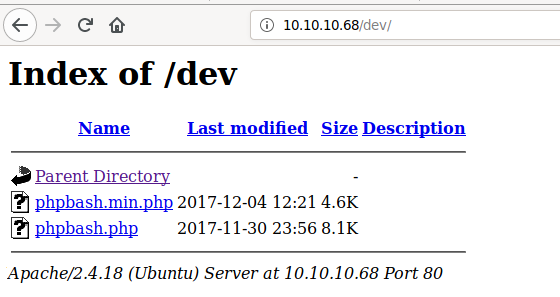 10.10.10.68/dev/
Index of /dev
Name Last modified Size Description
Parent Directory -
phpbash.min.php 2017-12-04 12:21 4.6K
phpbash.php 2017-11-30 23:56 8.1K
Apache/2.4.18 (Ubuntu) Server at 10.10.10.68 Port 80